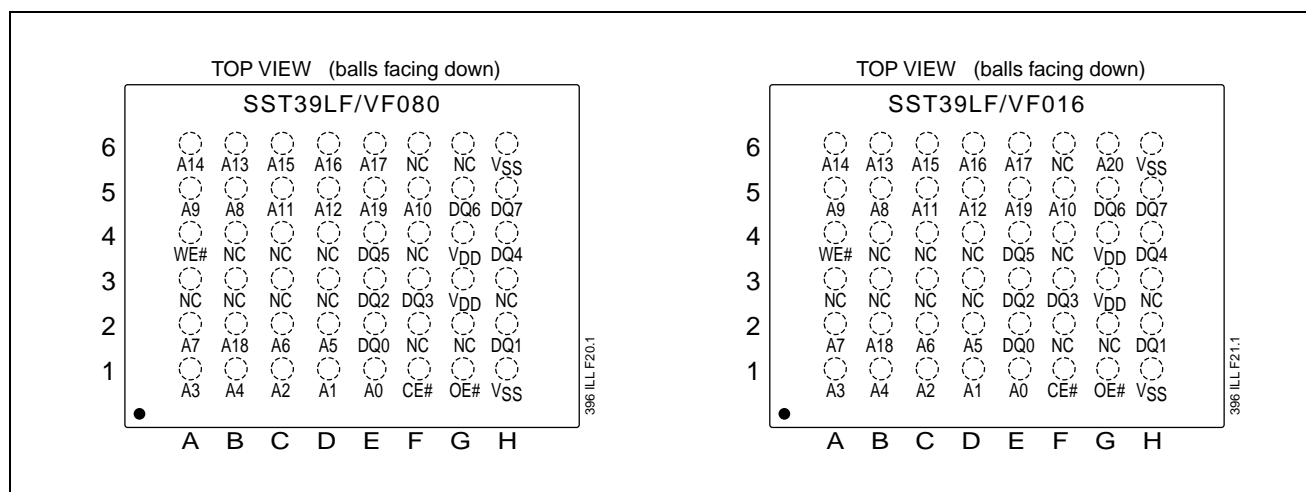 TOP VIEW (balls facing down)
SST39LF/VF080
6
A14 A13 A15 A16 A17 NC NC VSS
5
A9 A8 A11 A12 A19 A10 DQ6 DQ7
4
WE# NC NC NC DQ5 NC VDD DQ4
3
NC NC NC NC DQ2 DQ3 VDD NC
2
A7 A18 A6 A5 DQ0 NC NC DQ1
1
A3 A4 A2 A1 A0 CE# OE# VSS
A B C D E F G H
396 ILL F20.1
TOP VIEW (balls facing down)
SST39LF/VF016
6
A14 A13 A15 A16 A17 NC A20 VSS
5
A9 A8 A11 A12 A19 A10 DQ6 DQ7
4
WE# NC NC NC DQ5 NC VDD DQ4
3
NC NC NC NC DQ2 DQ3 VDD NC
2
A7 A18 A6 A5 DQ0 NC NC DQ1
1
A3 A4 A2 A1 A0 CE# OE# VSS
A B C D E F G H
396 ILL F21.1